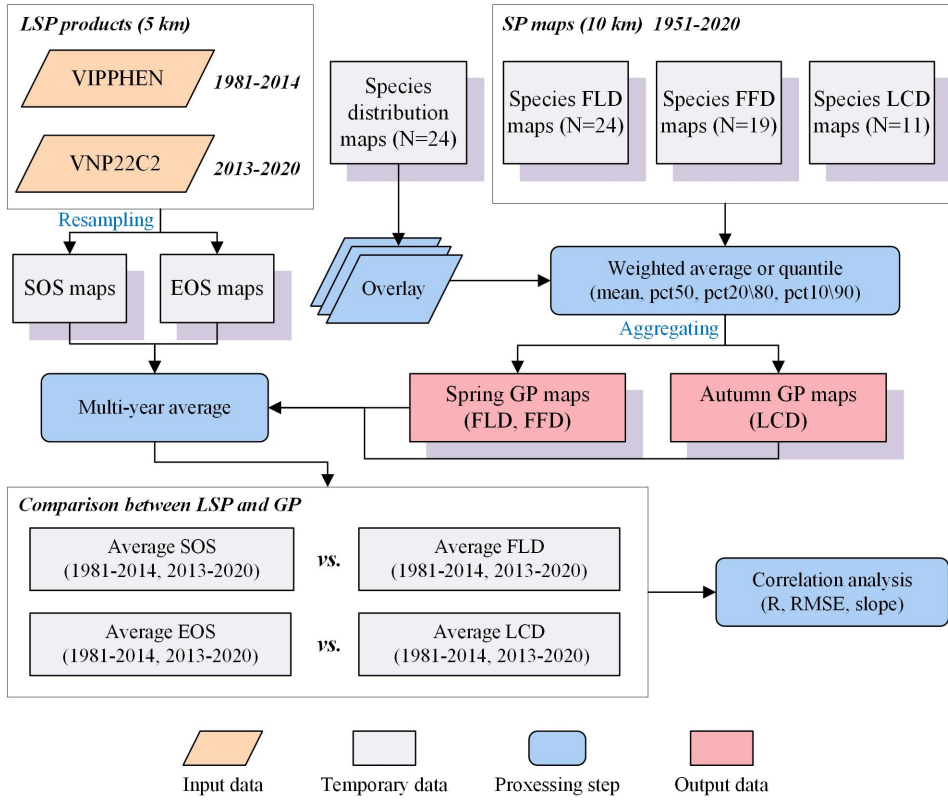 LSP products (5 km)
VIPPHEN
1981-2014
VNP22C2
2013-2020
SP maps (10 km) 1951-2020
Species
distribution
maps (N=24)
Species FLD
maps (N=24)
Species FFD
maps (N=19)
Species LCD
maps (N=11)
Resampling
SOS maps
EOS maps
Overlay
Weighted average or quantile
(mean, pct50, pct20\80, pct10\90)
Aggregating
Multi-year average
Spring GP maps
(FLD, FFD)
Autumn GP maps
(LCD)
Comparison between LSP and GP
Average SOS
(1981-2014, 2013-2020)
vs.
Average FLD
(1981-2014, 2013-2020)
Average EOS
(1981-2014, 2013-2020)
vs.
Average LCD
(1981-2014, 2013-2020)
Correlation analysis
(R, RMSE, slope)
Input data
Temporary data
Proxessing step
Output data